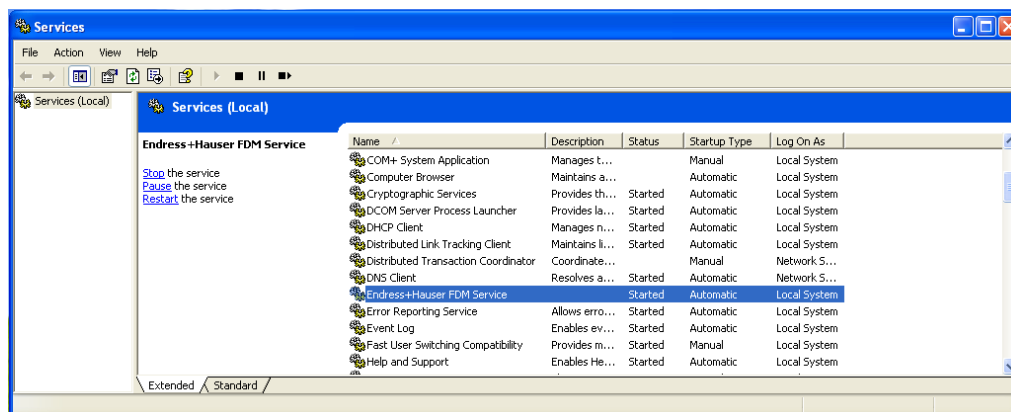 Services
File Action View Help
Services (Local)
Services (Local)
Endress+Hauser FDM Service
Stop the service
Pause the service
Restart the service
Name Description Status Startup Type Log On As
COM+ System Application Manages t... Manual Local System
Computer Browser Maintains a... Automatic Local System
Cryptographic Services Provides th... Started Automatic Local System
DCOM Server Process Launcher Provides la... Started Automatic Local System
DHCP Client Manages n... Started Automatic Local System
Distributed Link Tracking Client Maintains li... Started Automatic Local System
Distributed Transaction Coordinator Coordinate... Manual Network S...
DNS Client Resolves a... Started Automatic Network S...
Endress+Hauser FDM Service Started Automatic Local System
Error Reporting Service Allows erro... Started Automatic Local System
Event Log Enables ev... Started Automatic Local System
Fast User Switching Compatibility Provides m... Started Manual Local System
Help and Support Enables He... Started Automatic Local System
Extended Standard